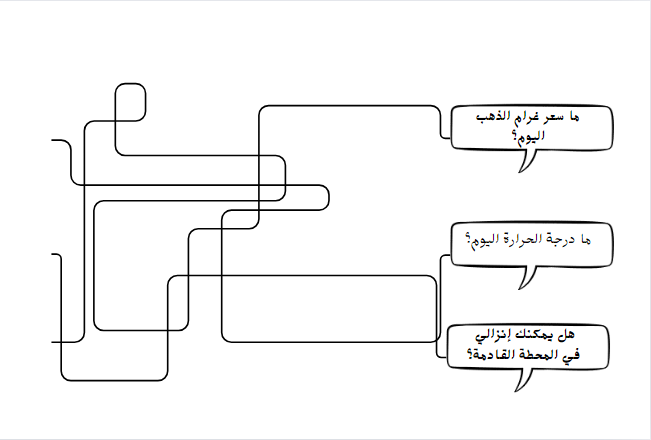 ما سعر غرام الذهب
اليوم؟
ما درجة الحرارة اليوم؟
هل يمكنك إنزالي
في المحطة القادمة؟